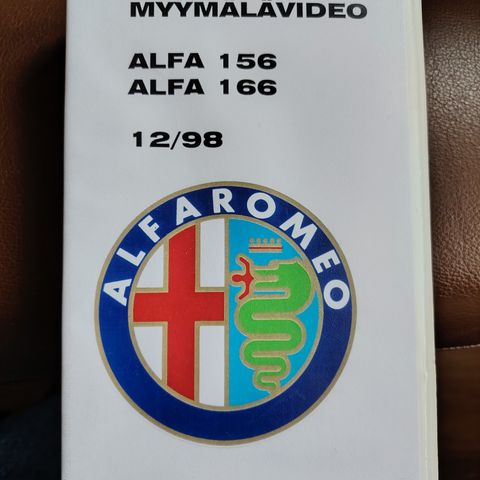 MYYMÄLÄVIDEO
ALFA 156
ALFA 166
12/98
ALFA ROMEO